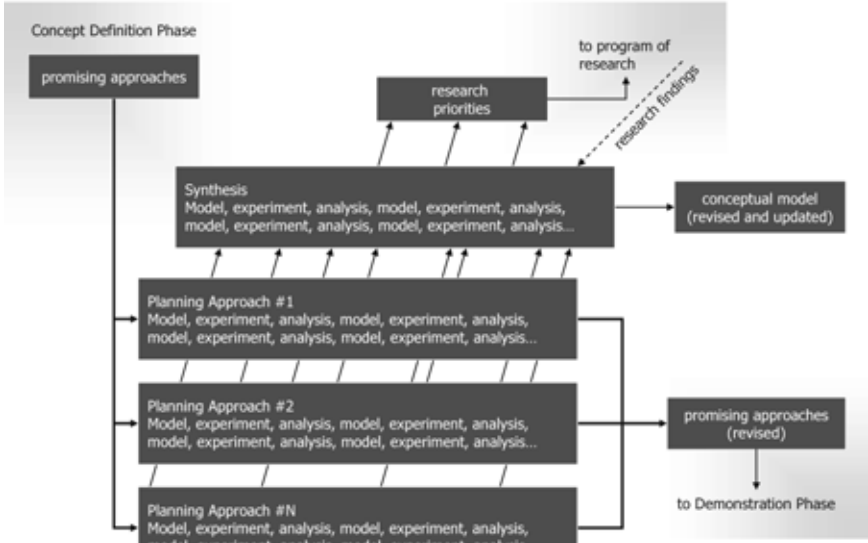 Concept Definition Phase
promising approaches
to program of
research
research findings
research
priorities
Synthesis
Model, experiment, analysis, model, experiment, analysis,
model, experiment, analysis, model, experiment, analysis...
conceptual model
(revised and updated)
Planning Approach #1
Model, experiment, analysis, model, experiment, analysis,
model, experiment, analysis, model, experiment, analysis...
Planning Approach #2
Model, experiment, analysis, model, experiment, analysis,
model, experiment, analysis, model, experiment, analysis...
promising approaches
(revised)
to Demonstration Phase
Planning Approach #N
Model, experiment, analysis, model, experiment, analysis,